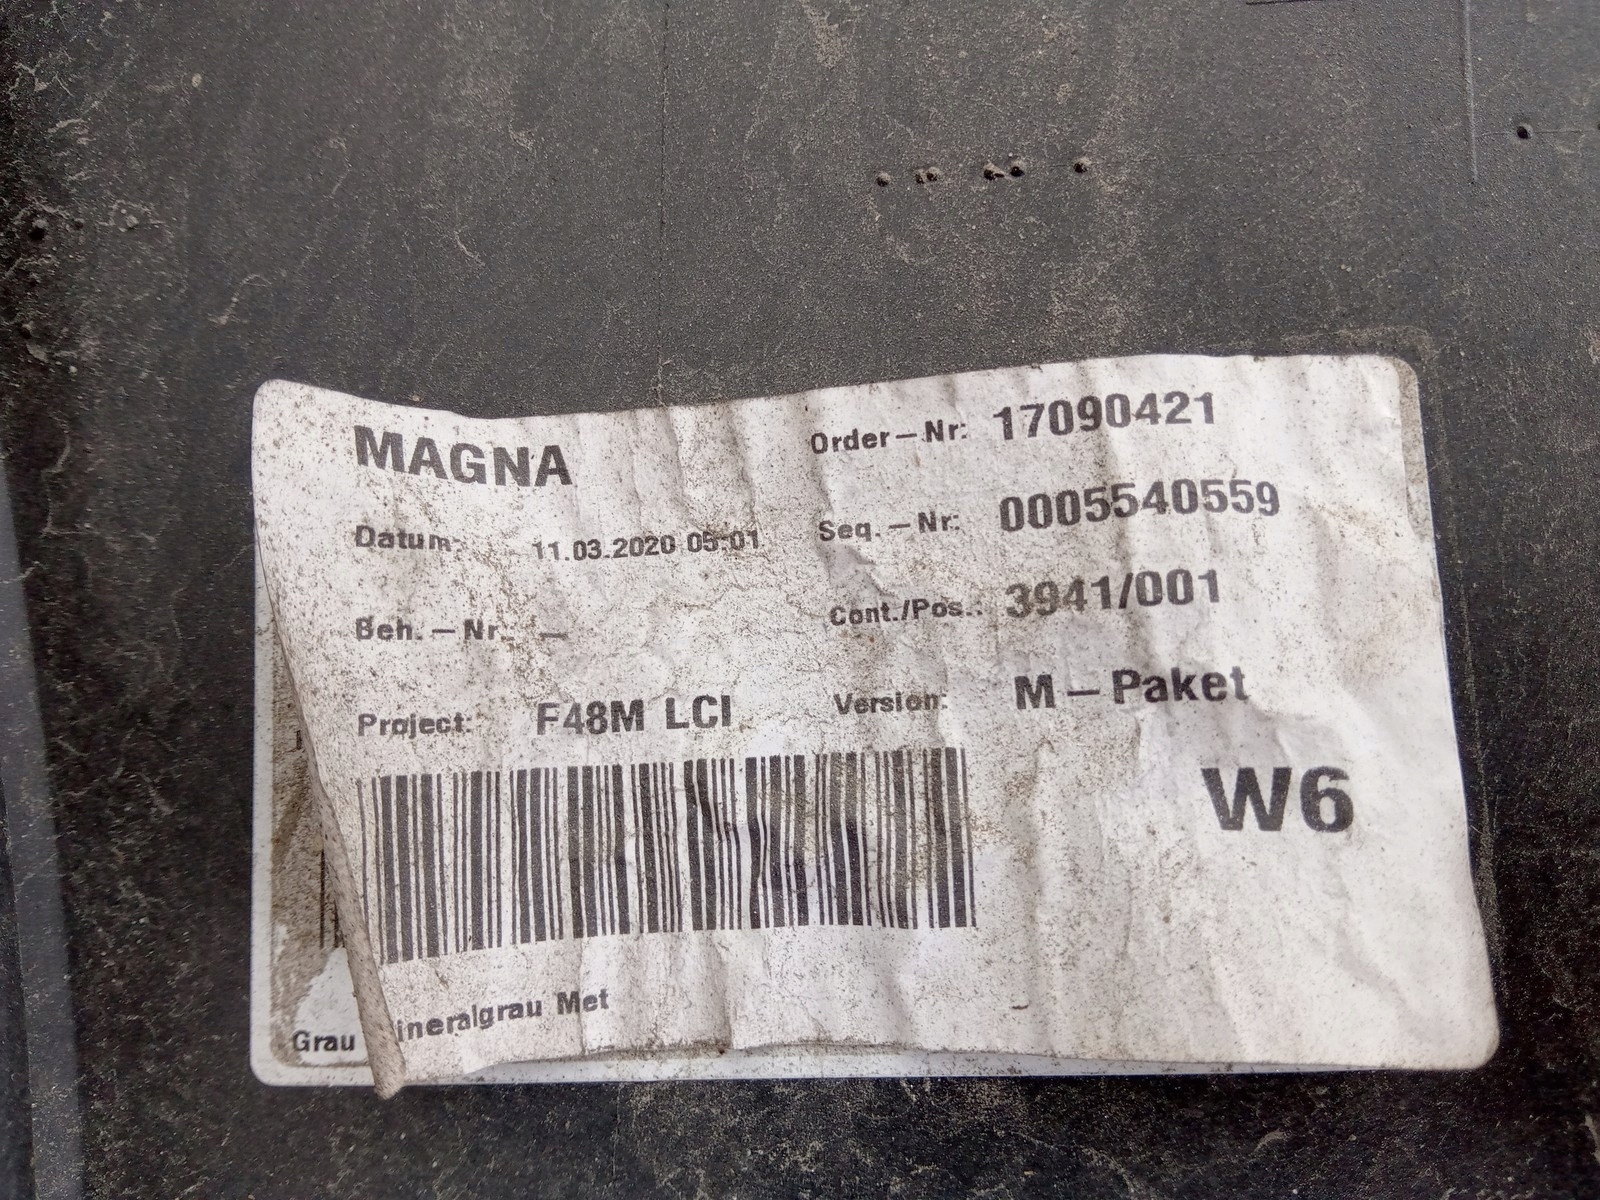 MAGNA
Order-Nr: 17090421
Datum: 11.03.2020 05:01
Seq.-Nr: 0005540559
Beh.-Nr: -
Cont./Pos.: 3941/001
Project: F48M LCI
Version: M-Paket
W6
ineralgrau Met
Grau